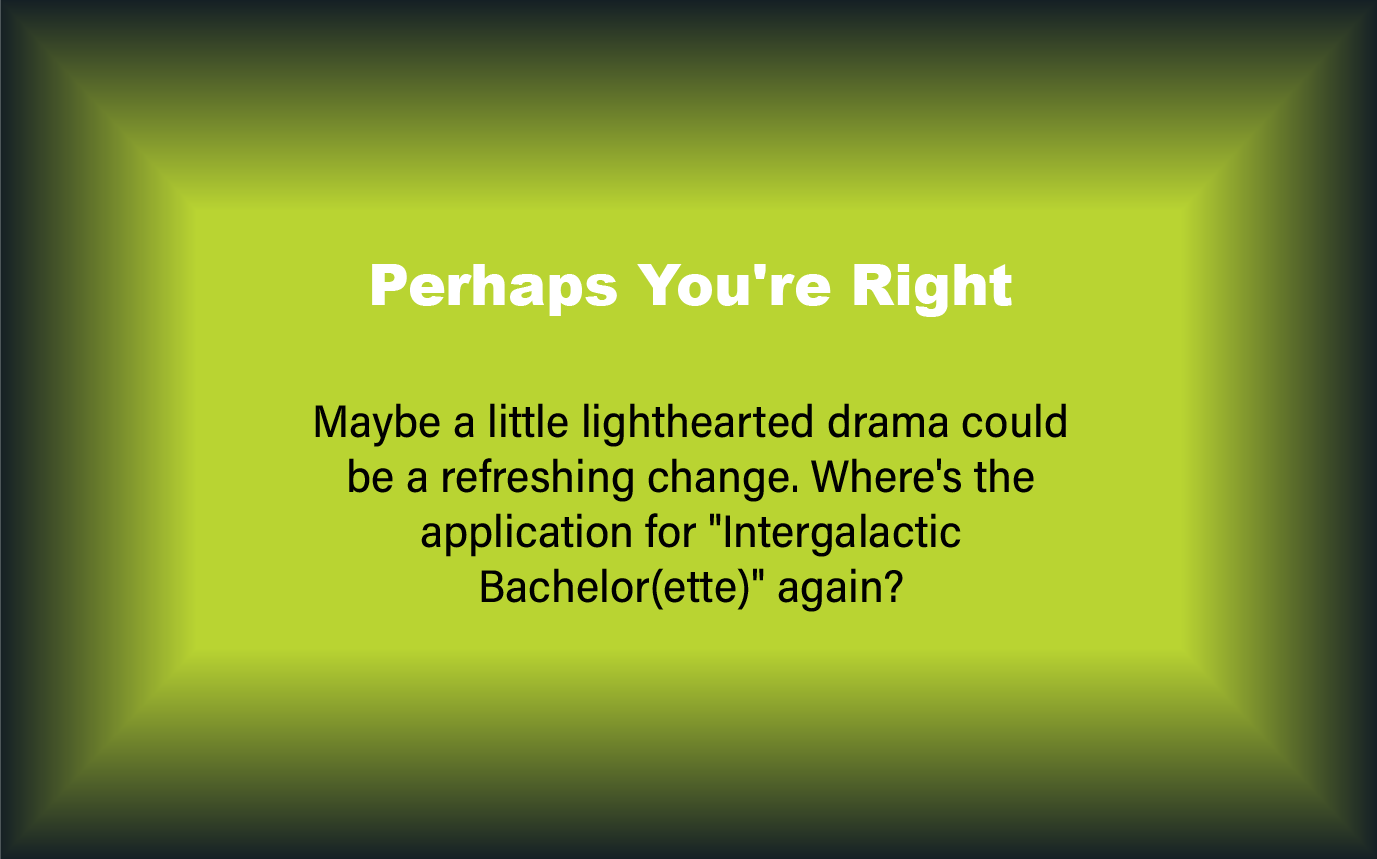 Perhaps You're Right
Maybe a little lighthearted drama could
be a refreshing change. Where's the
application for "Intergalactic
Bachelor(ette)" again?